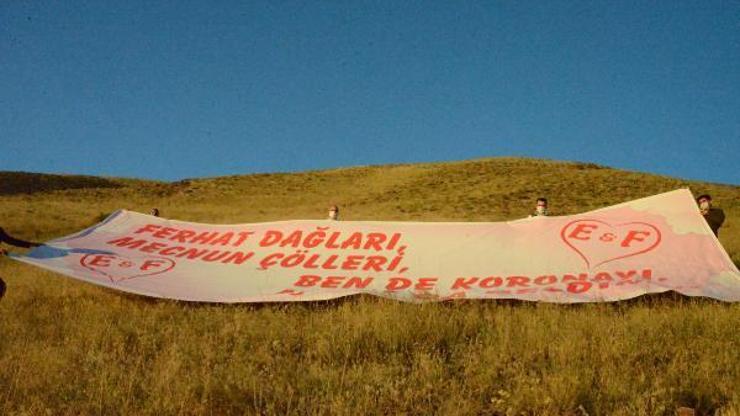 FERHAT DAĞLARI,
MECNUN ÇÖLLERİ,
BEN DE KORONAYI
E & F
E & F